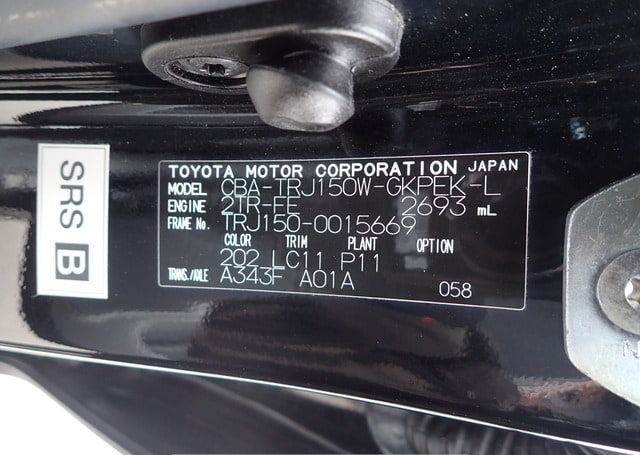 SRS B
TOYOTA MOTOR CORPORATION JAPAN
MODEL CBA-TRJ150W-GKPEK-L
ENGINE 2TR-FE 2693 mL
FRAME No. TRJ150-0015669
COLOR TRIM PLANT OPTION
202 LC11 P11
TRANS./AXLE A343F A01A
058